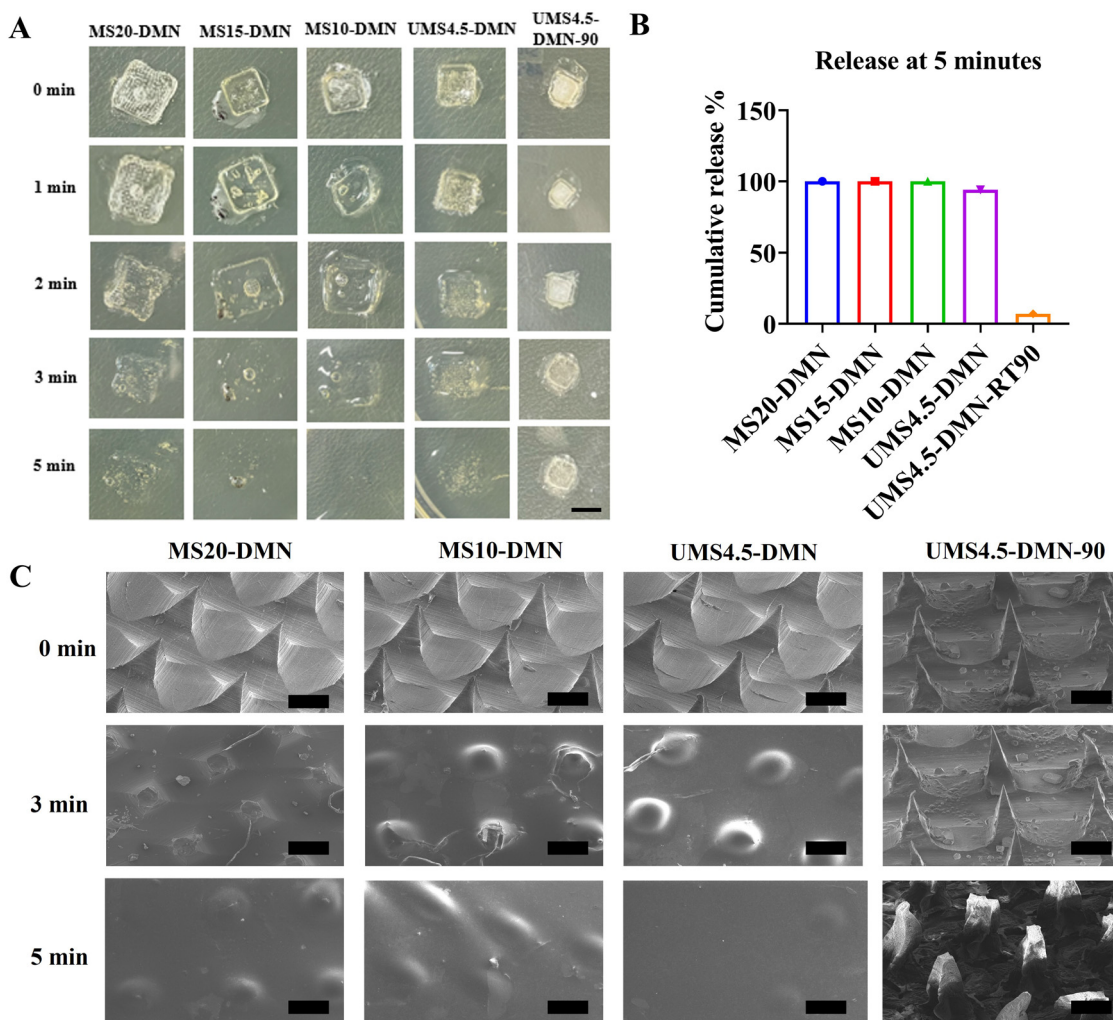 A
MS20-DMN MS15-DMN MS10-DMN UMS4.5-DMN UMS4.5-
DMN-90
0 min
1 min
2 min
3 min
5 min
B
Release at 5 minutes
Cumulative release %
150
100
50
0
MS20-DMN
MS15-DMN
MS10-DMN
UMS4.5-DMN
UMS4.5-DMN-RT90
C
MS20-DMN MS10-DMN UMS4.5-DMN UMS4.5-DMN-90
0 min
3 min
5 min